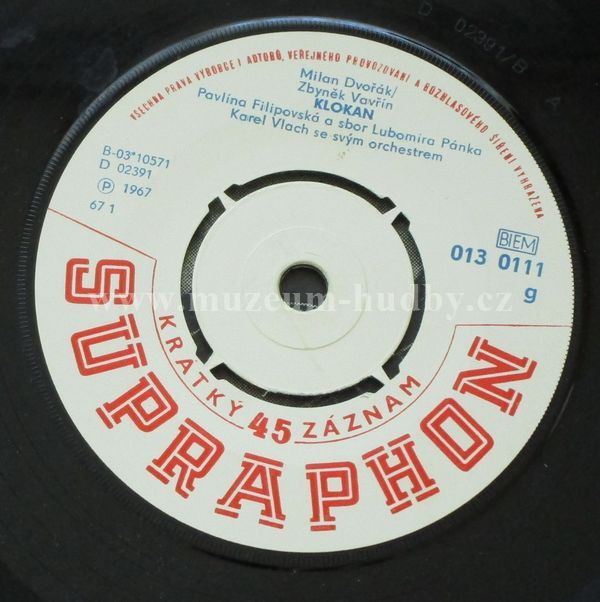 D 02391/B A
VŠECHNA PRÁVA VÝROBCE I AUTORŮ, VEŘEJNÉHO PROVOZOVÁNÍ A ROZHLASOVÉHO ŠÍŘENÍ VYHRAZENA
Milan Dvořák/
Zbyněk Vavřín
KLOKAN
Pavlína Filipovská a sbor Lubomíra Pánka
Karel Vlach se svým orchestrem
B-03*10571
D 02391
Ⓟ 1967
67 1
BIEM
013 0111
g
www.muzeum-hudby.cz
KRÁTKÝ 45 ZÁZNAM
SUPRAPHON